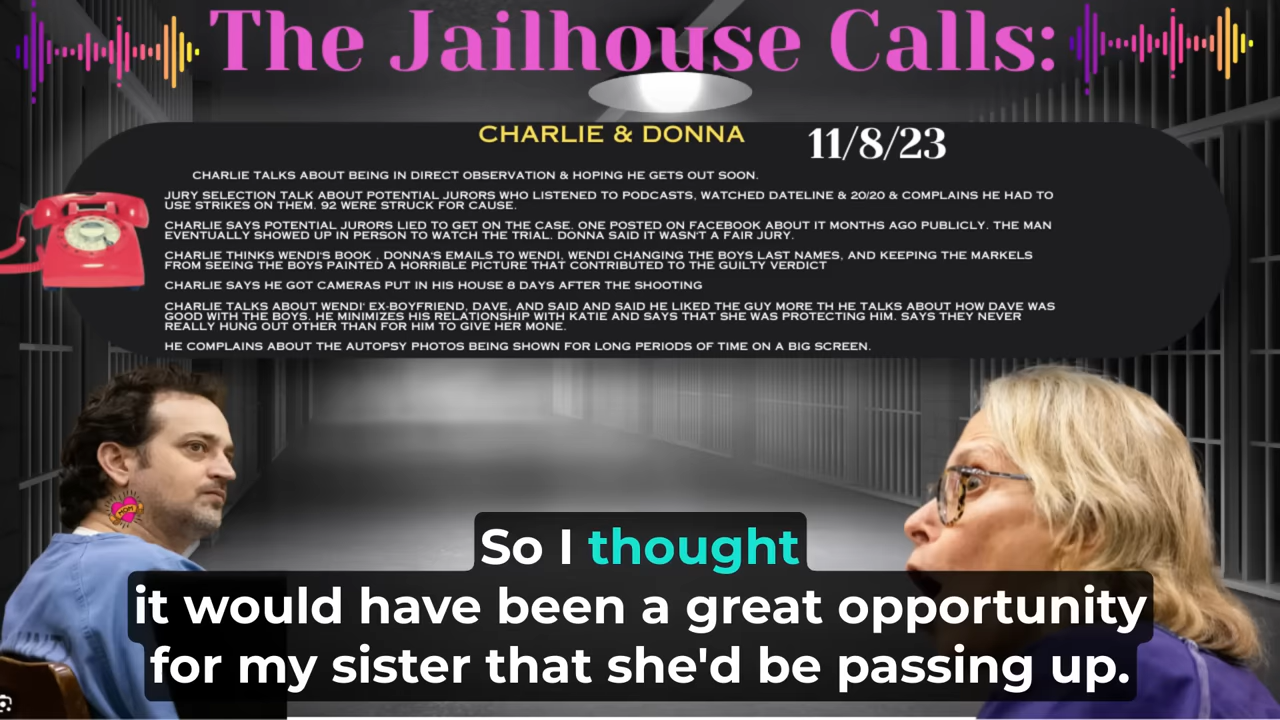 The Jailhouse Calls:
CHARLIE & DONNA
11/8/23
CHARLIE TALKS ABOUT BEING IN DIRECT OBSERVATION & HOPING HE GETS OUT SOON.
JURY SELECTION TALK ABOUT POTENTIAL JURORS WHO LISTENED TO PODCASTS, WATCHED DATELINE & 20/20 & COMPLAINS HE HAD TO
USE STRIKES ON THEM. 92 WERE STRUCK FOR CAUSE.
CHARLIE SAYS POTENTIAL JURORS LIED TO GET ON THE CASE. ONE POSTED ON FACEBOOK ABOUT IT MONTHS AGO PUBLICLY. THE MAN
EVENTUALLY SHOWED UP IN PERSON TO WATCH THE TRIAL. DONNA SAID IT WASN'T A FAIR JURY.
CHARLIE THINKS WENDI'S BOOK , DONNA'S EMAILS TO WENDI, WENDI CHANGING THE BOYS LAST NAMES, AND KEEPING THE MARKELS
FROM SEEING THE BOYS PAINTED A HORRIBLE PICTURE THAT CONTRIBUTED TO THE GUILTY VERDICT
CHARLIE SAYS HE GOT CAMERAS PUT IN HIS HOUSE 8 DAYS AFTER THE SHOOTING
CHARLIE TALKS ABOUT WENDI' EX-BOYFRIEND, DAVE, AND SAID AND SAID HE LIKED THE GUY MORE TH HE TALKS ABOUT HOW DAVE WAS
GOOD WITH THE BOYS. HE MINIMIZES HIS RELATIONSHIP WITH KATIE AND SAYS THAT SHE WAS PROTECTING HIM. SAYS THEY NEVER
REALLY HUNG OUT OTHER THAN FOR HIM TO GIVE HER MONE.
HE COMPLAINS ABOUT THE AUTOPSY PHOTOS BEING SHOWN FOR LONG PERIODS OF TIME ON A BIG SCREEN.
MOM
So I thought
it would have been a great opportunity
for my sister that she'd be passing up.